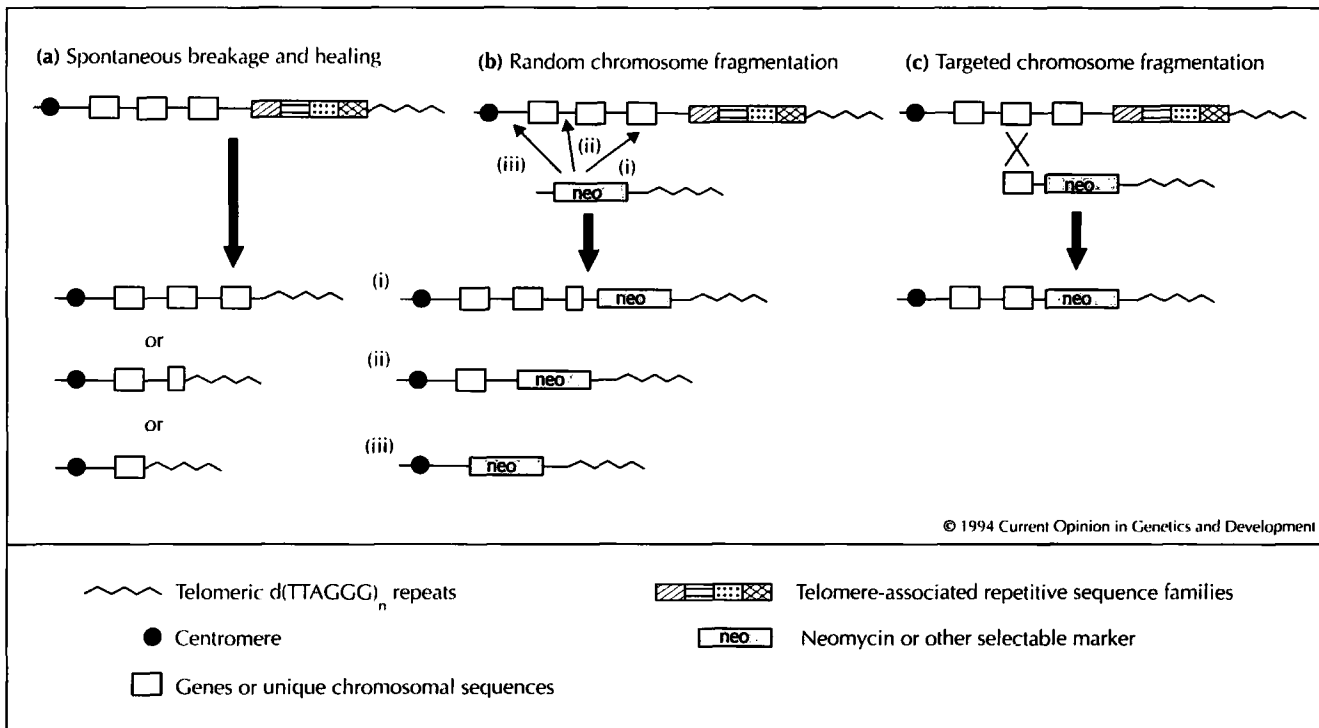 (a) Spontaneous breakage and healing
(b) Random chromosome fragmentation
(c) Targeted chromosome fragmentation
(iii)
(ii)
(i)
neo
neo
(i)
neo
neo
or
(ii)
neo
or
(iii)
neo
© 1994 Current Opinion in Genetics and Development
Telomeric d(TTAGGG)n repeats
Telomere-associated repetitive sequence families
Centromere
neo
Neomycin or other selectable marker
Genes or unique chromosomal sequences